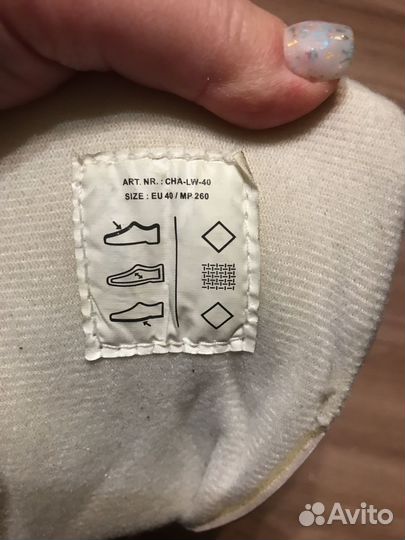 ART. NR. : CHA-LW-40
SIZE : EU 40 / MP 260
Avito